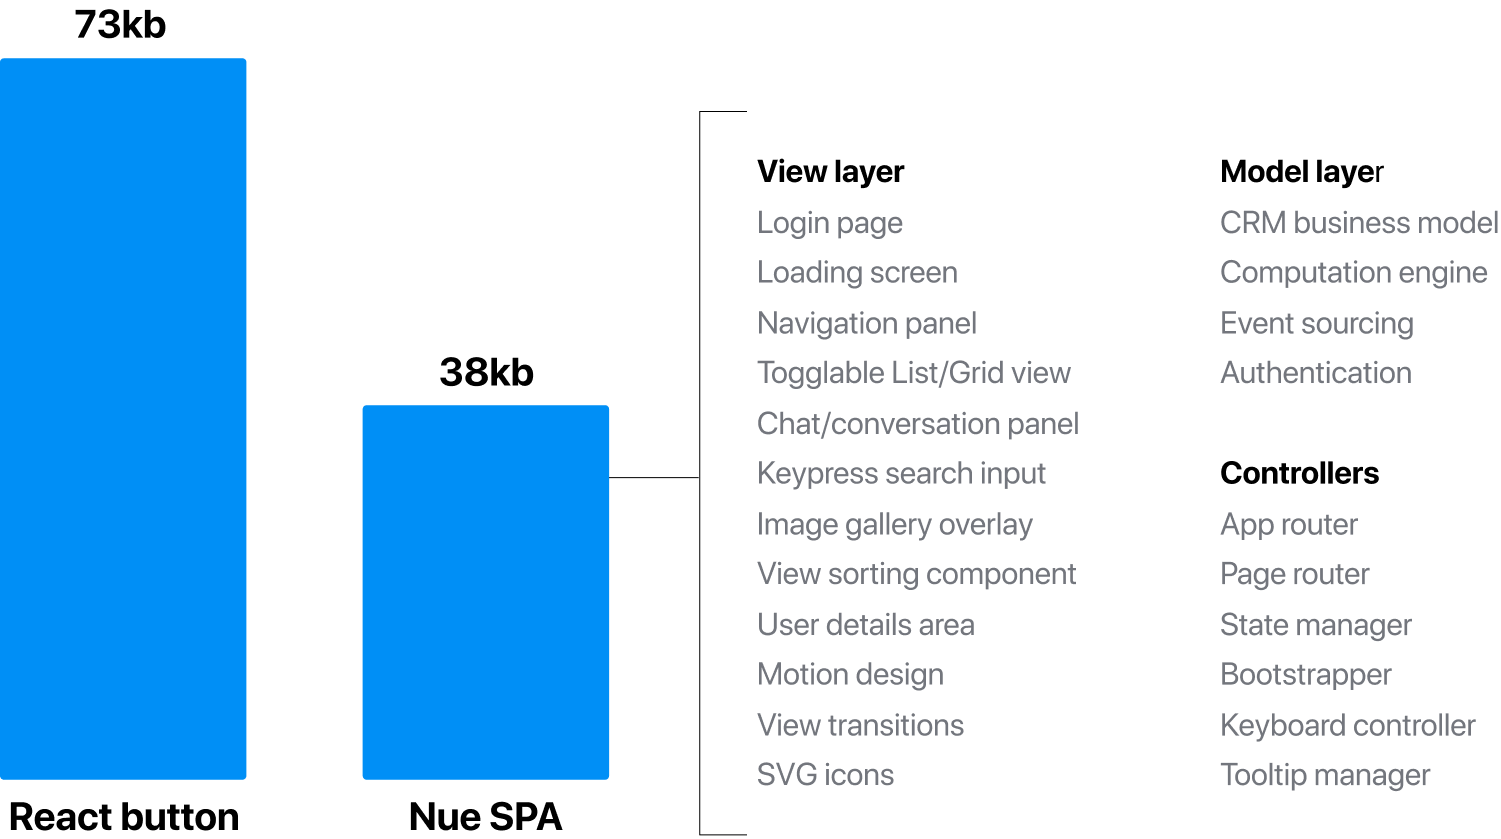 73kb
React button
38kb
Nue SPA
View layer
Login page
Loading screen
Navigation panel
Togglable List/Grid view
Chat/conversation panel
Keypress search input
Image gallery overlay
View sorting component
User details area
Motion design
View transitions
SVG icons
Model layer
CRM business model
Computation engine
Event sourcing
Authentication
Controllers
App router
Page router
State manager
Bootstrapper
Keyboard controller
Tooltip manager